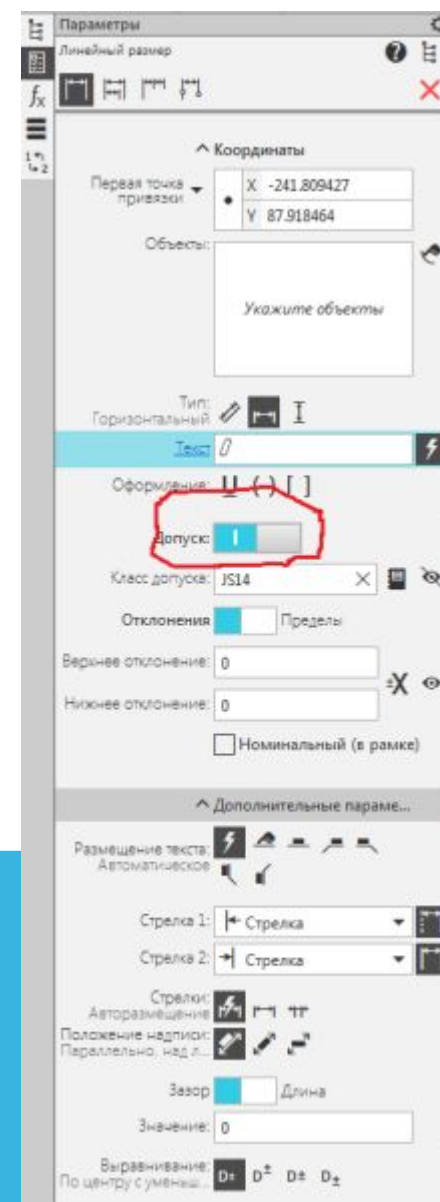 Параметры
Линейный размер
Координаты
Первая точка привязки
X -241.809427
Y 87.918464
Объекты:
Укажите объекты
Тип:
Горизонтальный
Текст
Оформление: U (-) [ ]
Допуск:
Класс допуска: JS14
Отклонения Пределы
Верхнее отклонение: 0
Нижнее отклонение: 0
±X
Номинальный (в рамке)
Дополнительные параме...
Размещение текста:
Автоматическое
Стрелка 1: Стрелка
Стрелка 2: Стрелка
Стрелки:
Авторазмещение
Положение надписи:
Параллельно, над л...
Зазор Длина
Значение: 0
Выравнивание:
По центру с уменьш...
D± D± D± D±